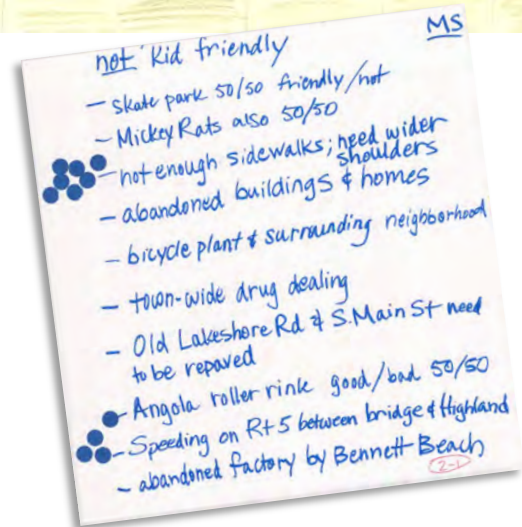 MS
not kid friendly
- skate park 50/50 friendly/not
- Mickey Rats also 50/50
- not enough sidewalks; need wider
shoulders
- abandoned buildings & homes
- bicycle plant & surrounding neighborhood
- town-wide drug dealing
- Old Lakeshore Rd & S. Main St need
to be repaved
- Angola roller rink good/bad 50/50
- Speeding on Rt 5 between bridge & Highland
- abandoned factory by Bennett Beach
2-1